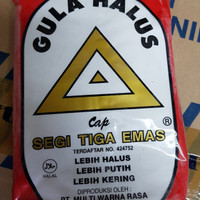 GULA HALUS
Cap
SEGI TIGA EMAS
®
TERDAFTAR NO. 424752
LEBIH HALUS
LEBIH PUTIH
LEBIH KERING
HALAL
DIPRODUKSI OLEH :
PT. MULTI WARNA RASA